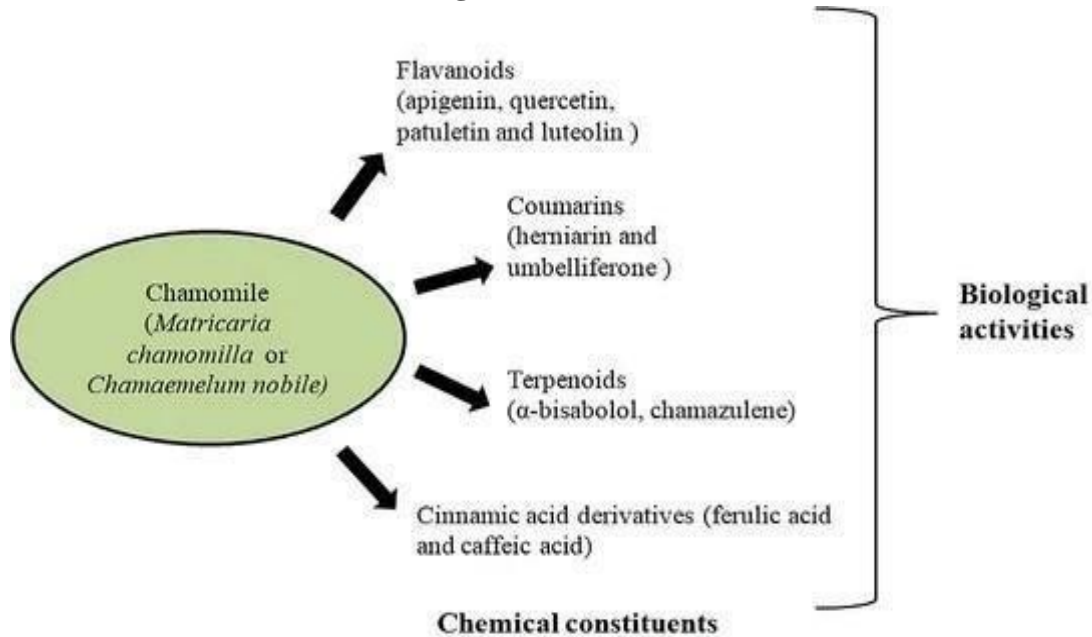 Flavanoids
(apigenin, quercetin,
patuletin and luteolin )
Coumarins
(herniarin and
umbelliferone )
Chamomile
(Matricaria
chamomilla or
Chamaemelum nobile)
Biological
activities
Terpenoids
(α-bisabolol, chamazulene)
Cinnamic acid derivatives (ferulic acid
and caffeic acid)
Chemical constituents